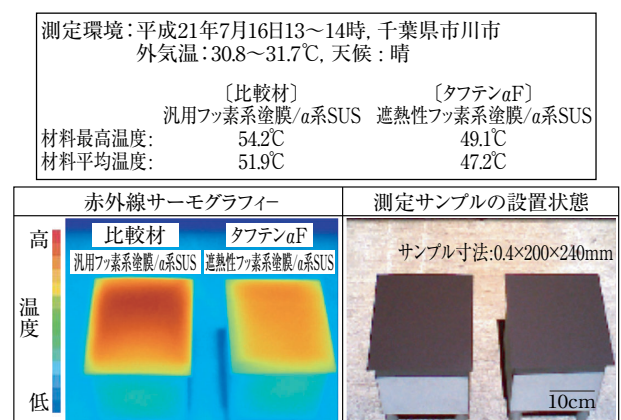 測定環境：平成21年7月16日13〜14時, 千葉県市川市
外気温：30.8〜31.7℃, 天候：晴
〔比較材〕 〔タフテンαF〕
汎用フッ素系塗膜/α系SUS 遮熱性フッ素系塗膜/α系SUS
材料最高温度: 54.2℃ 49.1℃
材料平均温度: 51.9℃ 47.2℃
赤外線サーモグラフィー 測定サンプルの設置状態
高 比較材 タフテンαF
汎用フッ素系塗膜/α系SUS 遮熱性フッ素系塗膜/α系SUS
サンプル寸法:0.4×200×240mm
温度
低
10cm